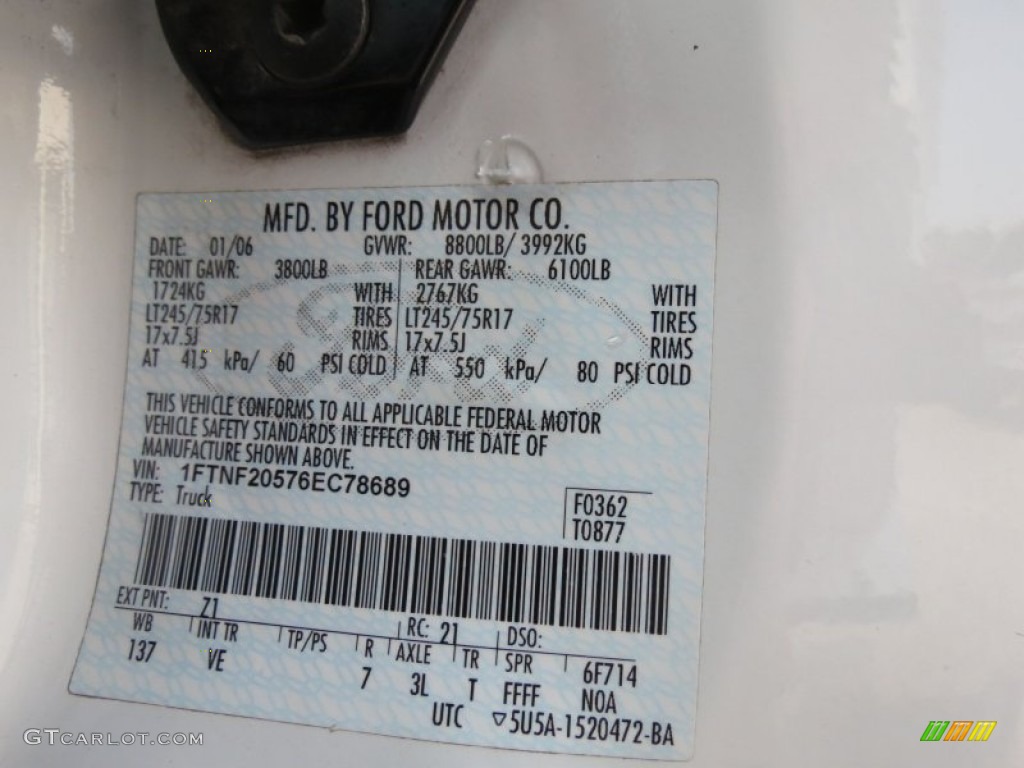 MFD. BY FORD MOTOR CO.
DATE: 01/06 GVWR: 8800LB/ 3992KG
FRONT GAWR: 3800LB REAR GAWR: 6100LB
1724KG WITH 2767KG WITH
LT245/75R17 TIRES LT245/75R17 TIRES
17x7.5J RIMS 17x7.5J RIMS
AT 415 kPa/ 60 PSI COLD AT 550 kPa/ 80 PSI COLD
THIS VEHICLE CONFORMS TO ALL APPLICABLE FEDERAL MOTOR
VEHICLE SAFETY STANDARDS IN EFFECT ON THE DATE OF
MANUFACTURE SHOWN ABOVE.
VIN: 1FTNF20576EC78689
TYPE: Truck
F0362
T0877
EXT PNT: Z1 RC: 21 DSO:
WB INT TR TP/PS R AXLE TR SPR 6F714
137 VE 7 3L T FFFF NOA
UTC ▽5U5A-1520472-BA
GTCARLOT.COM